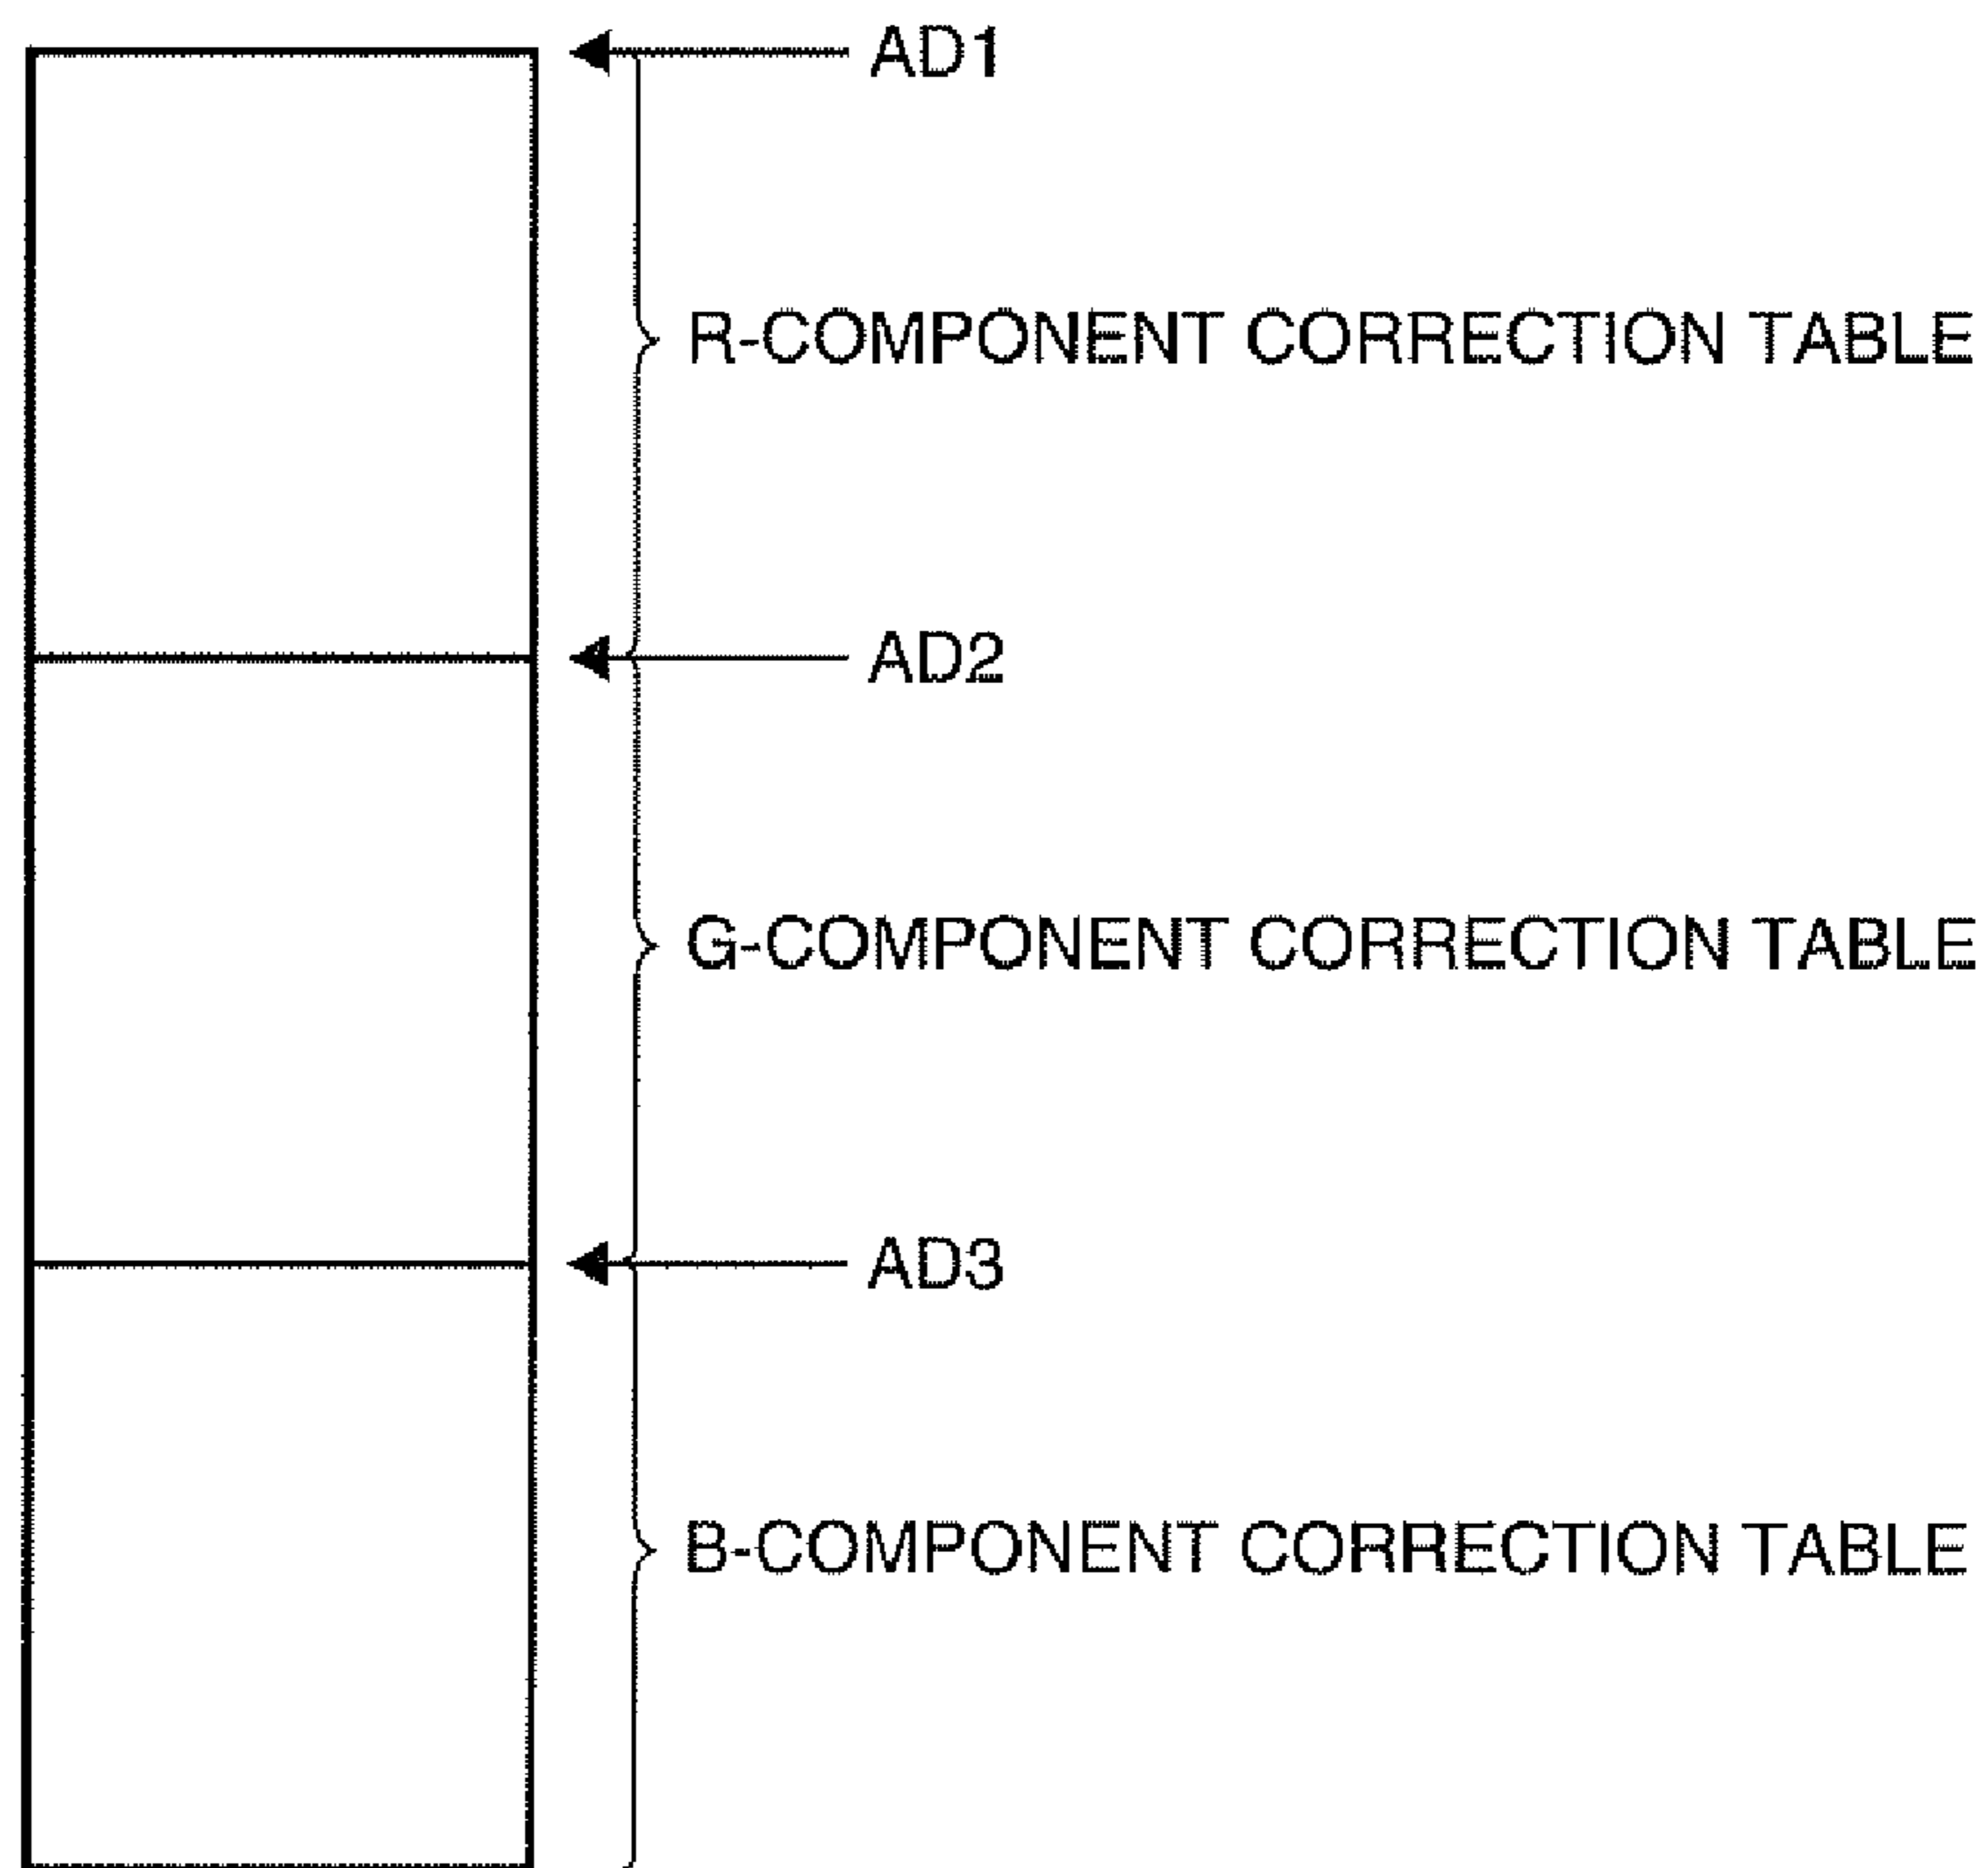 AD1
R-COMPONENT CORRECTION TABLE
AD2
G-COMPONENT CORRECTION TABLE
AD3
B-COMPONENT CORRECTION TABLE